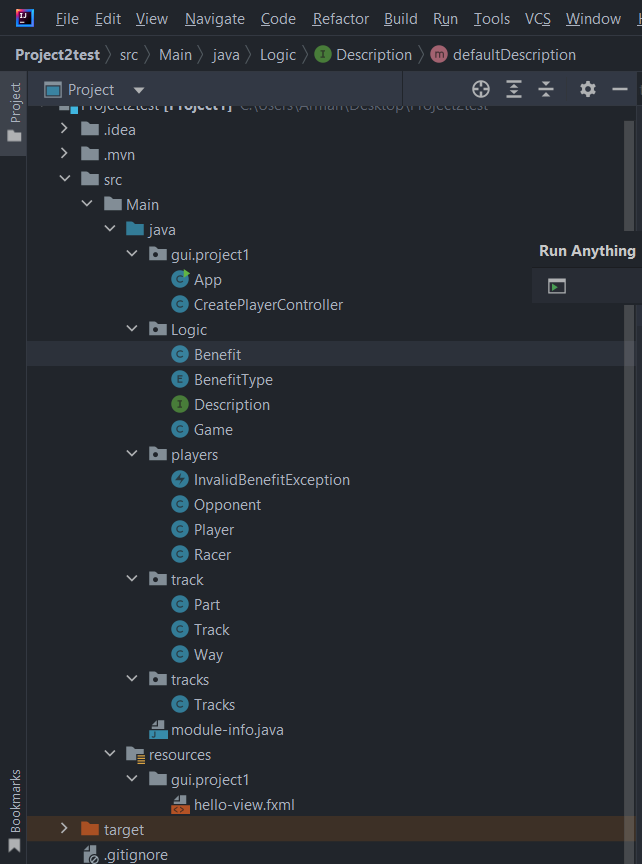 File Edit View Navigate Code Refactor Build Run Tools VCS Window
Project2test src Main java Logic Description defaultDescription
Project
Project
Project2test [Project1] C:\Users\Arman\Desktop\Project2test
.idea
.mvn
src
Main
java
gui.project1
Run Anything
App
CreatePlayerController
Logic
Benefit
BenefitType
Description
Game
players
InvalidBenefitException
Opponent
Player
Racer
track
Part
Track
Way
tracks
Tracks
module-info.java
resources
gui.project1
hello-view.fxml
Bookmarks
target
.gitignore